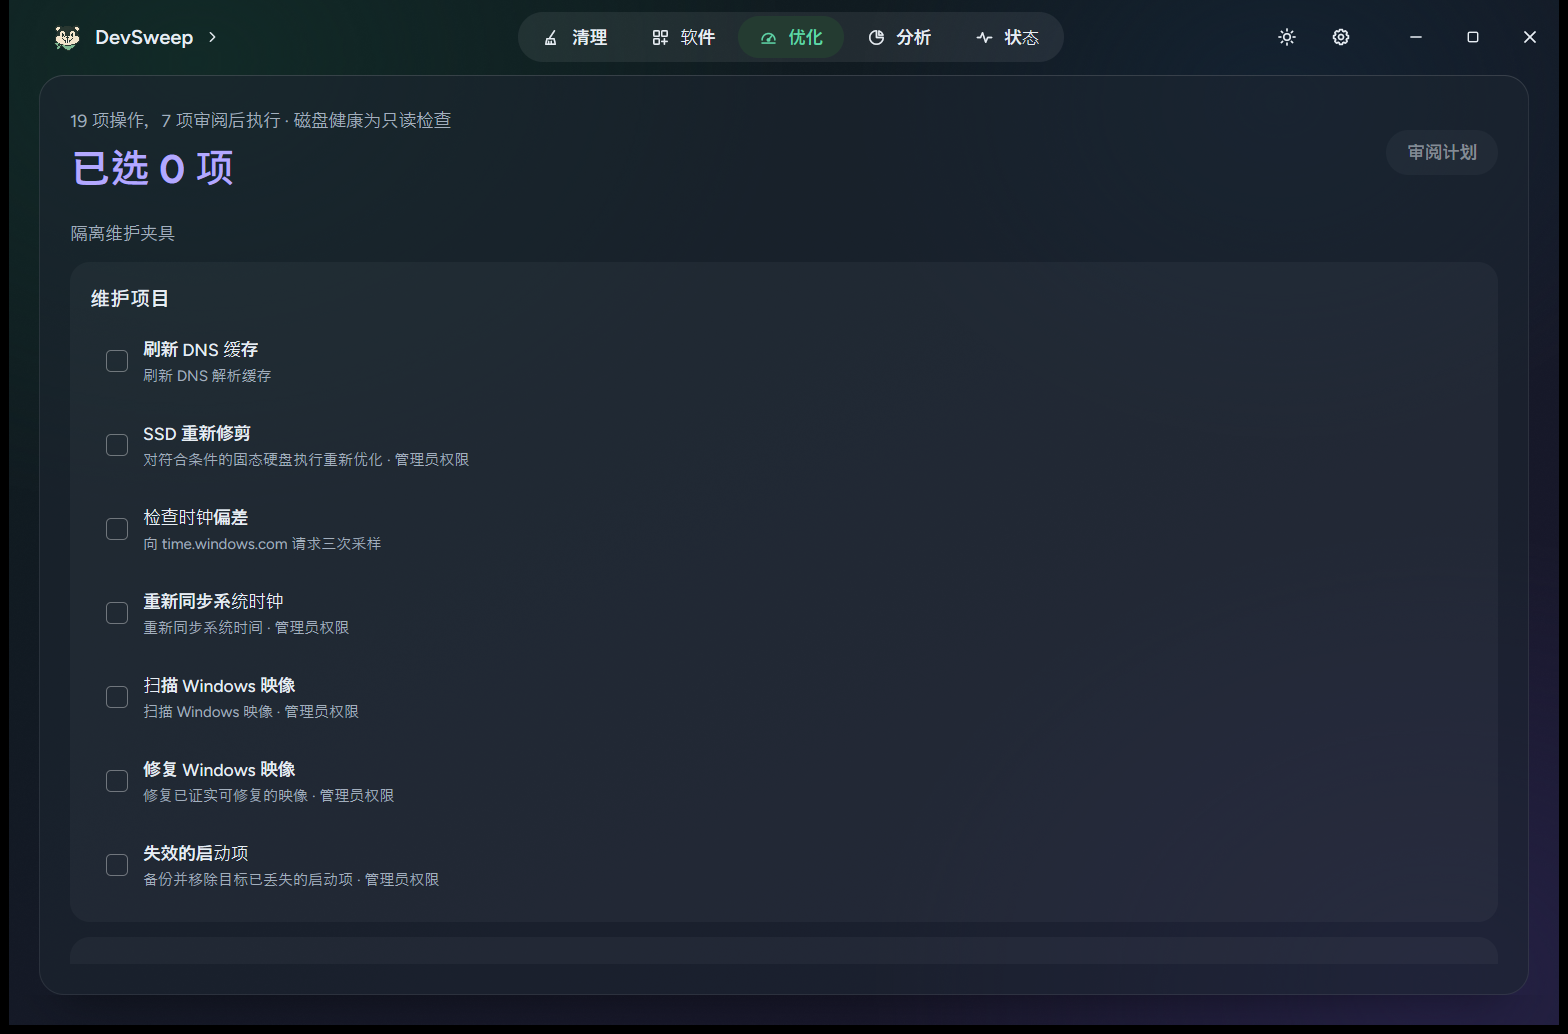 DevSweep
清理
软件
优化
分析
状态
19 项操作，7 项审阅后执行 · 磁盘健康为只读检查
已选 0 项
审阅计划
隔离维护夹具
维护项目
刷新 DNS 缓存
刷新 DNS 解析缓存
SSD 重新修剪
对符合条件的固态硬盘执行重新优化 · 管理员权限
检查时钟偏差
向 time.windows.com 请求三次采样
重新同步系统时钟
重新同步系统时间 · 管理员权限
扫描 Windows 映像
扫描 Windows 映像 · 管理员权限
修复 Windows 映像
修复已证实可修复的映像 · 管理员权限
失效的启动项
备份并移除目标已丢失的启动项 · 管理员权限